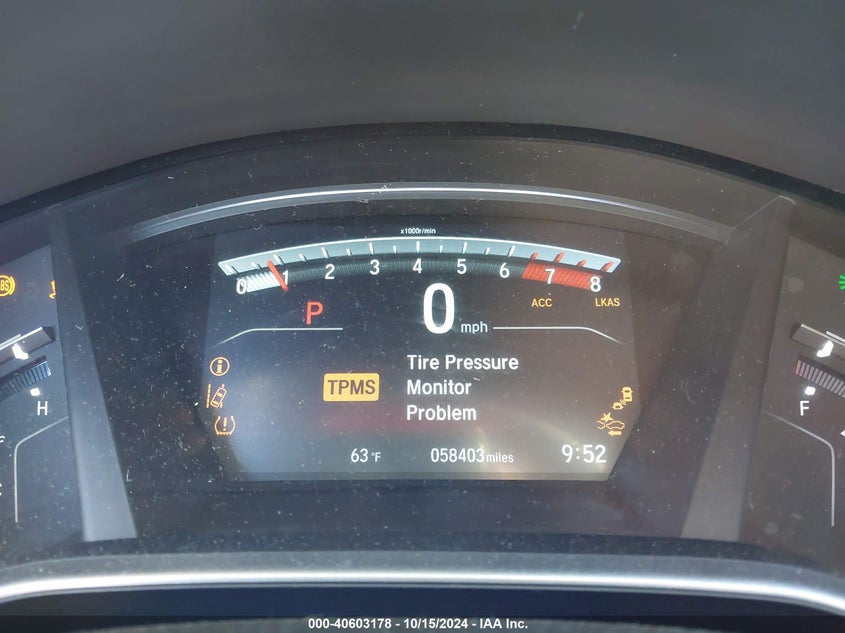 x1000r/min
0 1 2 3 4 5 6 7 8
ABS
ACC LKAS
P 0 mph
Tire Pressure
TPMS Monitor
Problem
H F
63 °F 058403 miles 9:52
000-40603178 - 10/15/2024 - IAA Inc.